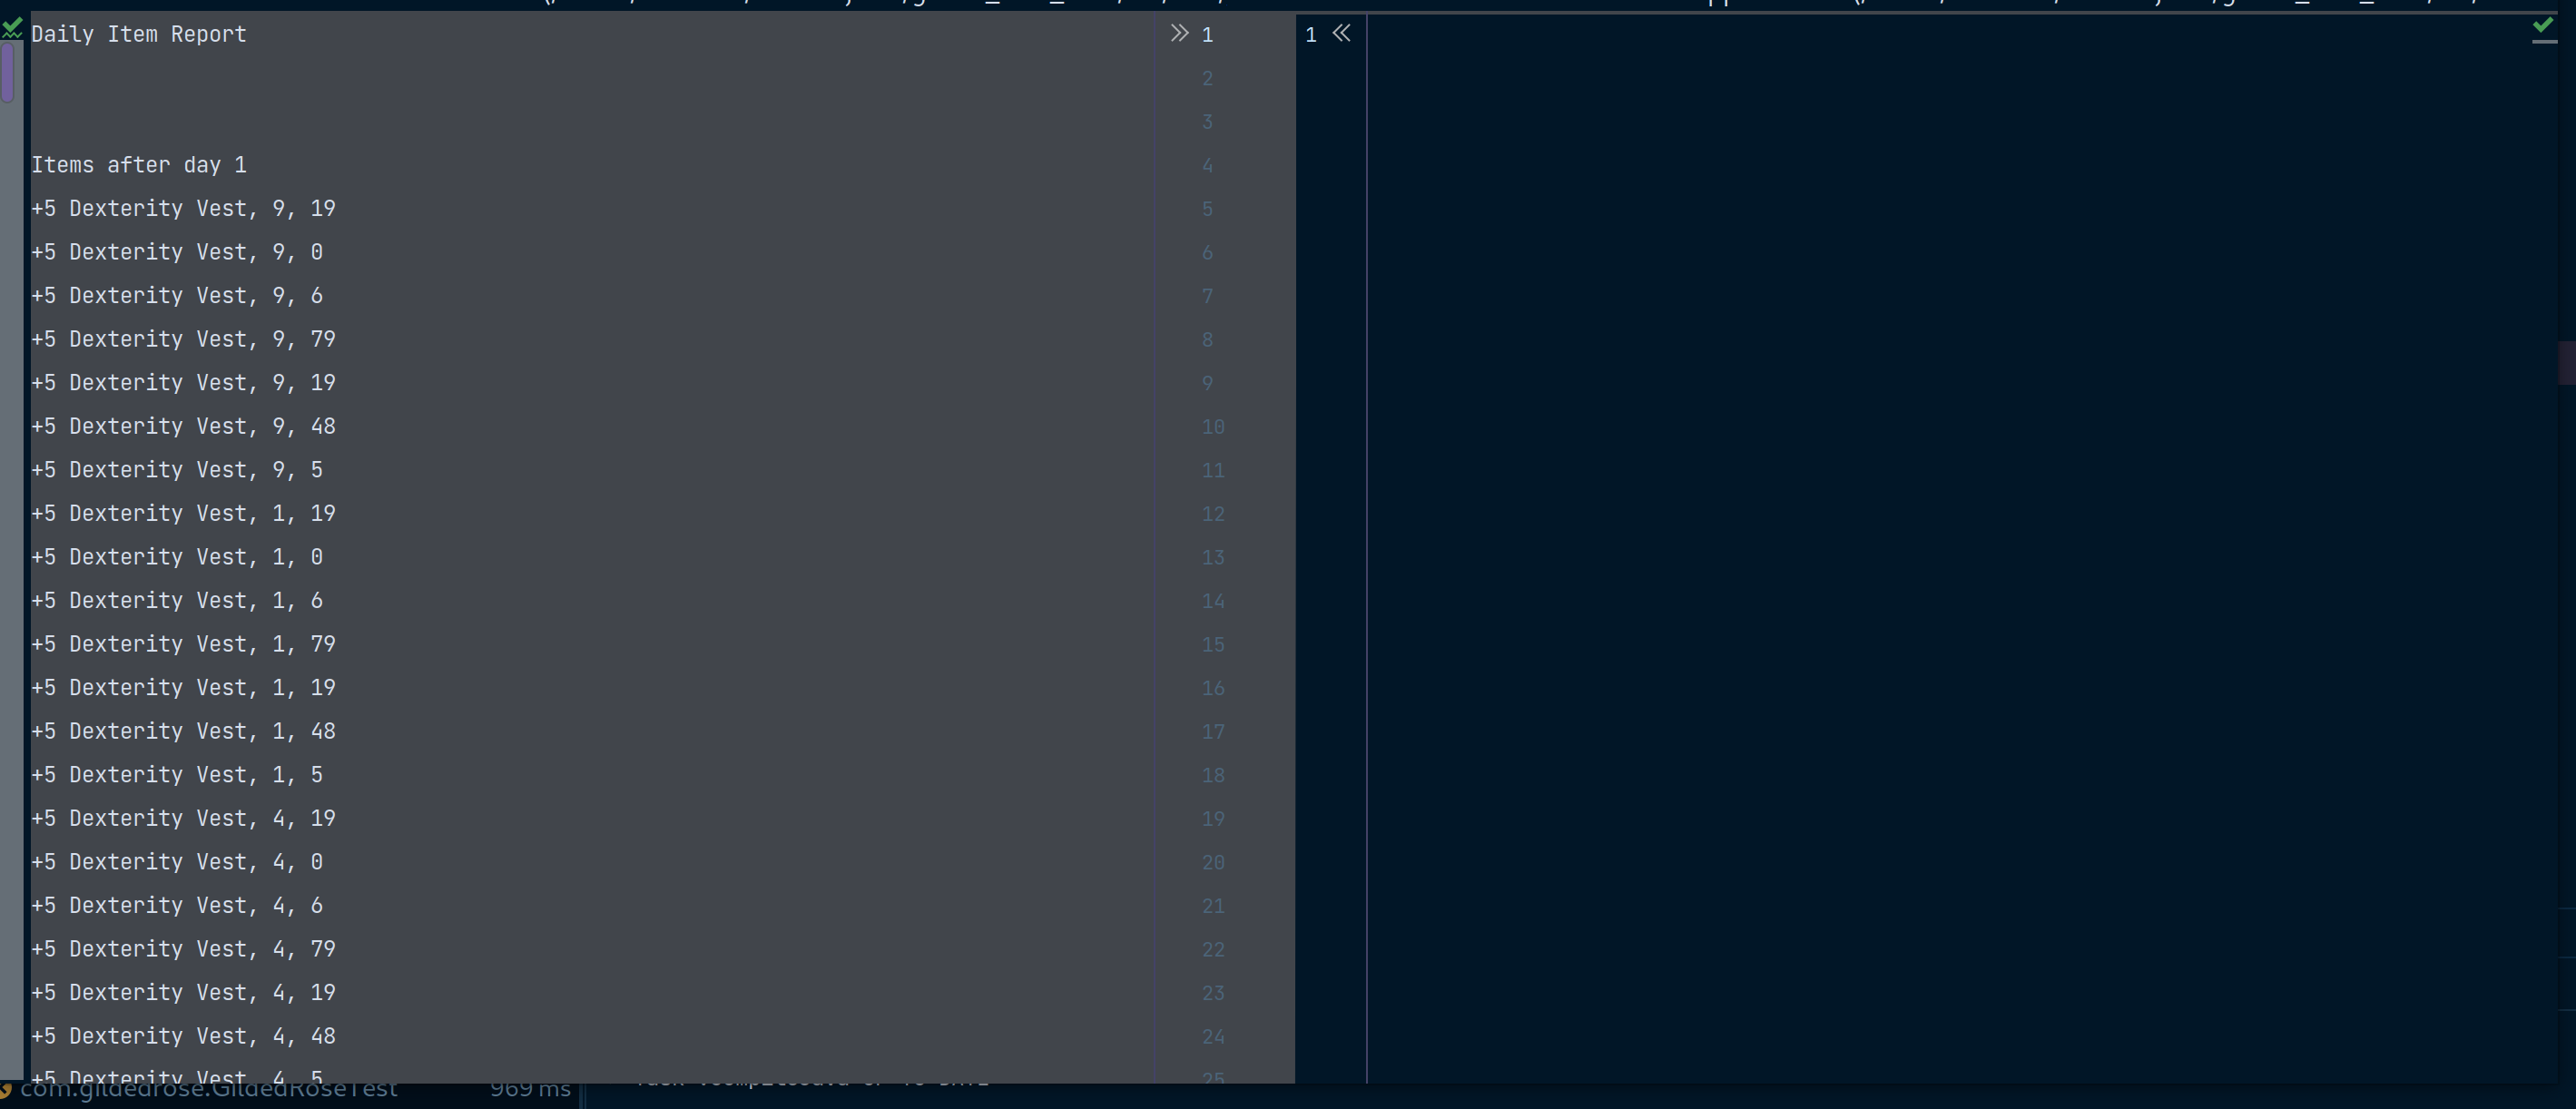 Daily Item Report
1
1
2
3
Items after day 1
4
+5 Dexterity Vest, 9, 19
5
+5 Dexterity Vest, 9, 0
6
+5 Dexterity Vest, 9, 6
7
+5 Dexterity Vest, 9, 79
8
+5 Dexterity Vest, 9, 19
9
+5 Dexterity Vest, 9, 48
10
+5 Dexterity Vest, 9, 5
11
+5 Dexterity Vest, 1, 19
12
+5 Dexterity Vest, 1, 0
13
+5 Dexterity Vest, 1, 6
14
+5 Dexterity Vest, 1, 79
15
+5 Dexterity Vest, 1, 19
16
+5 Dexterity Vest, 1, 48
17
+5 Dexterity Vest, 1, 5
18
+5 Dexterity Vest, 4, 19
19
+5 Dexterity Vest, 4, 0
20
+5 Dexterity Vest, 4, 6
21
+5 Dexterity Vest, 4, 79
22
+5 Dexterity Vest, 4, 19
23
+5 Dexterity Vest, 4, 48
24
+5 Dexterity Vest, 4, 5
25
com.gildedrose.GildedRoseTest 969 ms